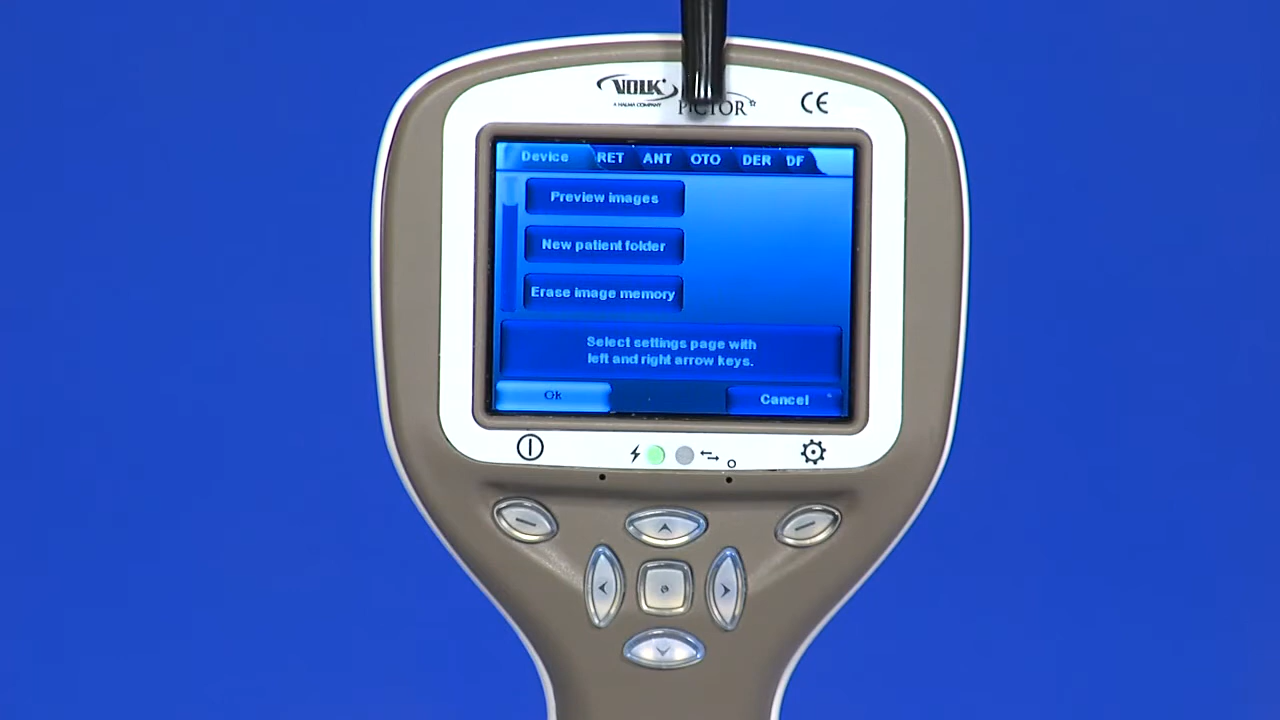 VOLK
A HALMA COMPANY
PICTOR
CE
Device RET ANT OTO DER DF
Preview images
New patient folder
Erase image memory
Select settings page with
left and right arrow keys.
Ok Cancel